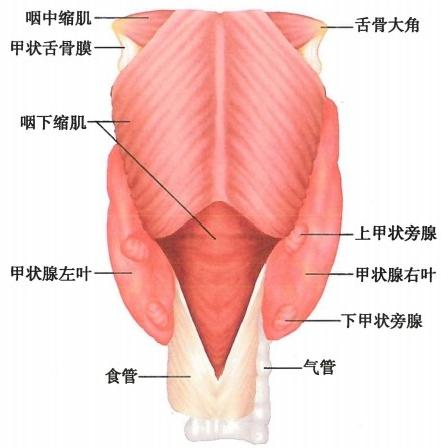 咽中缩肌
舌骨大角
甲状舌骨膜
咽下缩肌
上甲状旁腺
甲状腺左叶
甲状腺右叶
下甲状旁腺
食管
气管